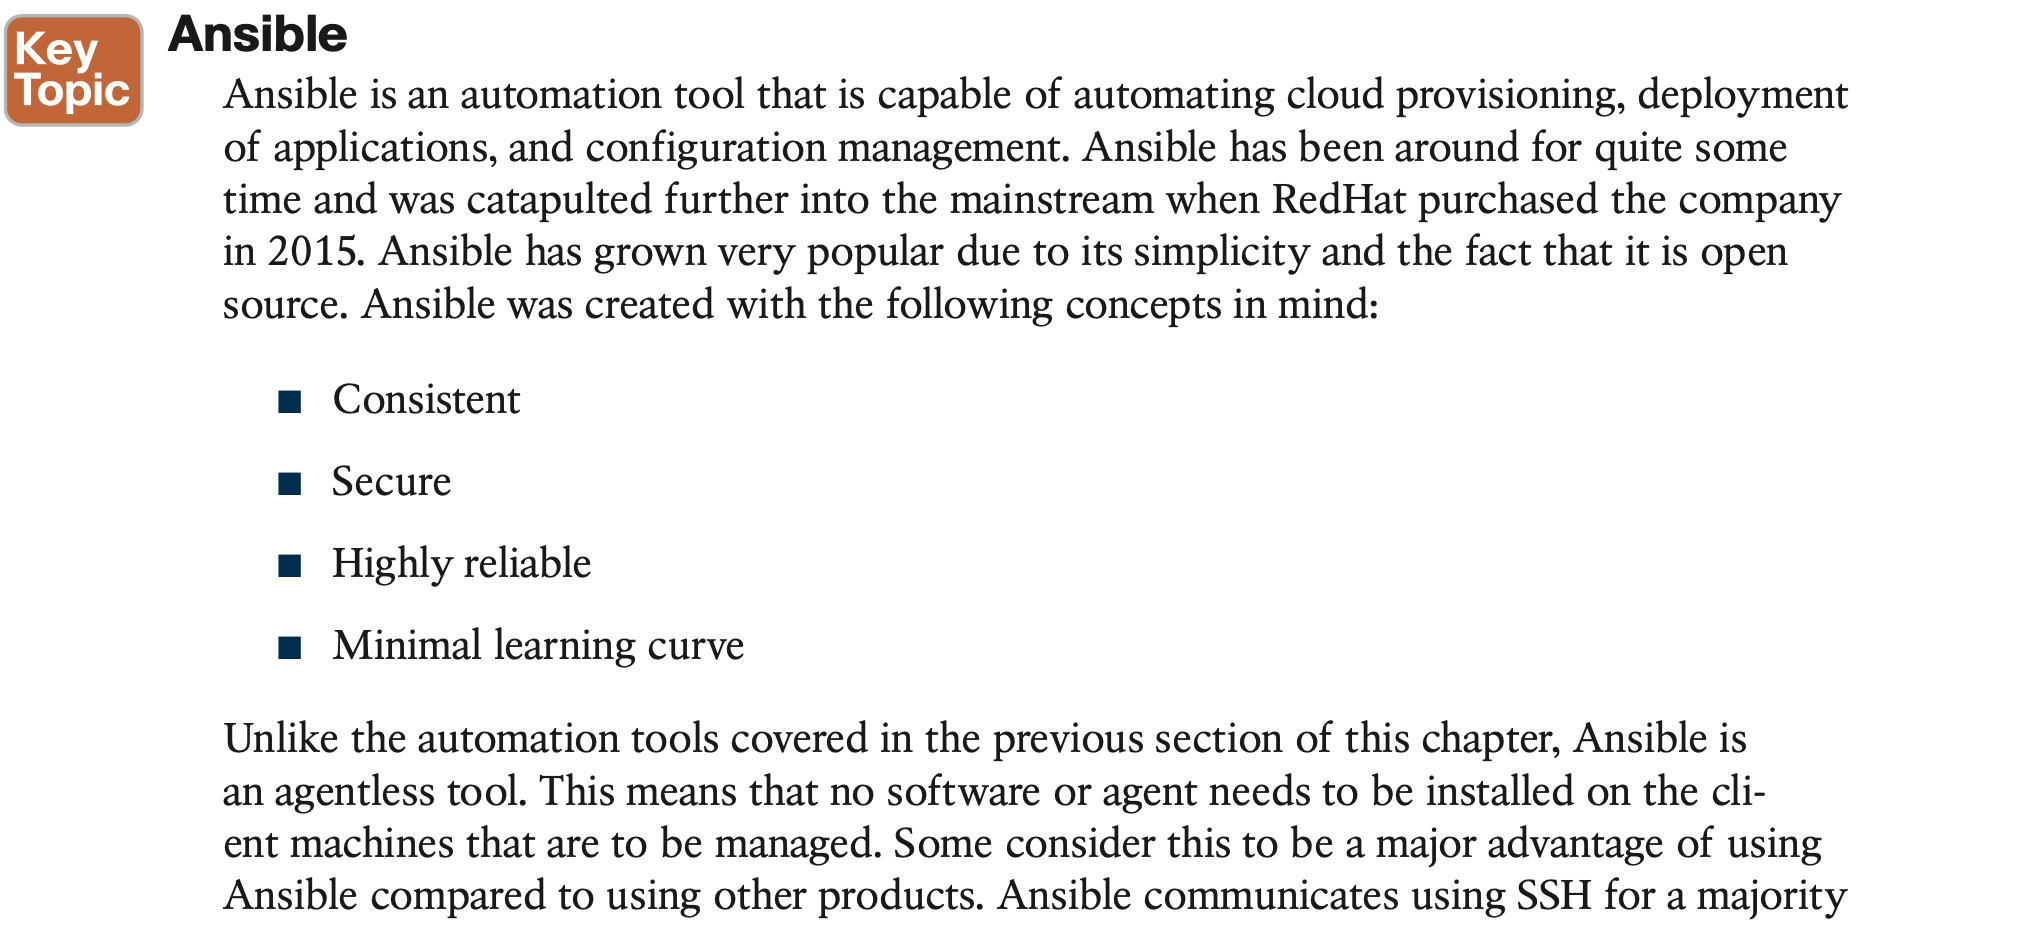 Key
Topic
Ansible
Ansible is an automation tool that is capable of automating cloud provisioning, deployment
of applications, and configuration management. Ansible has been around for quite some
time and was catapulted further into the mainstream when RedHat purchased the company
in 2015. Ansible has grown very popular due to its simplicity and the fact that it is open
source. Ansible was created with the following concepts in mind:
■ Consistent
■ Secure
■ Highly reliable
■ Minimal learning curve
Unlike the automation tools covered in the previous section of this chapter, Ansible is
an agentless tool. This means that no software or agent needs to be installed on the cli-
ent machines that are to be managed. Some consider this to be a major advantage of using
Ansible compared to using other products. Ansible communicates using SSH for a majority